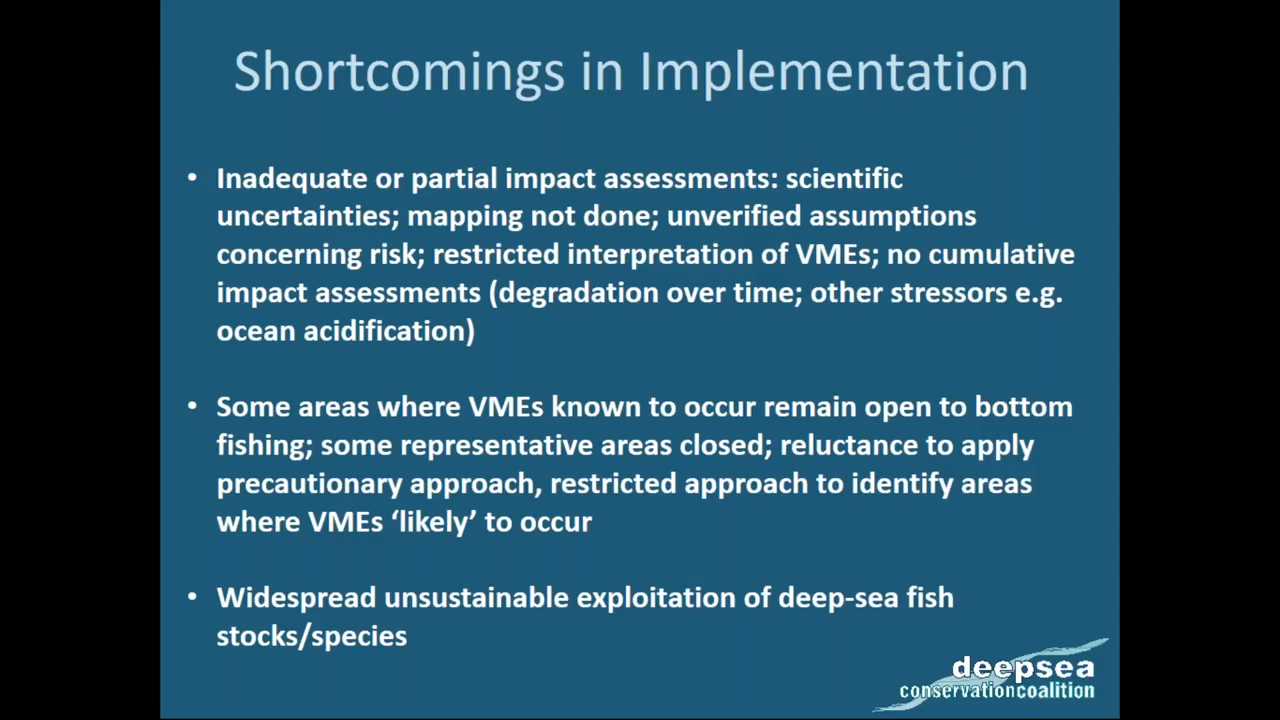 Shortcomings in Implementation
• Inadequate or partial impact assessments: scientific
uncertainties; mapping not done; unverified assumptions
concerning risk; restricted interpretation of VMEs; no cumulative
impact assessments (degradation over time; other stressors e.g.
ocean acidification)
• Some areas where VMEs known to occur remain open to bottom
fishing; some representative areas closed; reluctance to apply
precautionary approach, restricted approach to identify areas
where VMEs ‘likely’ to occur
• Widespread unsustainable exploitation of deep-sea fish
stocks/species
deepsea
conservationcoalition